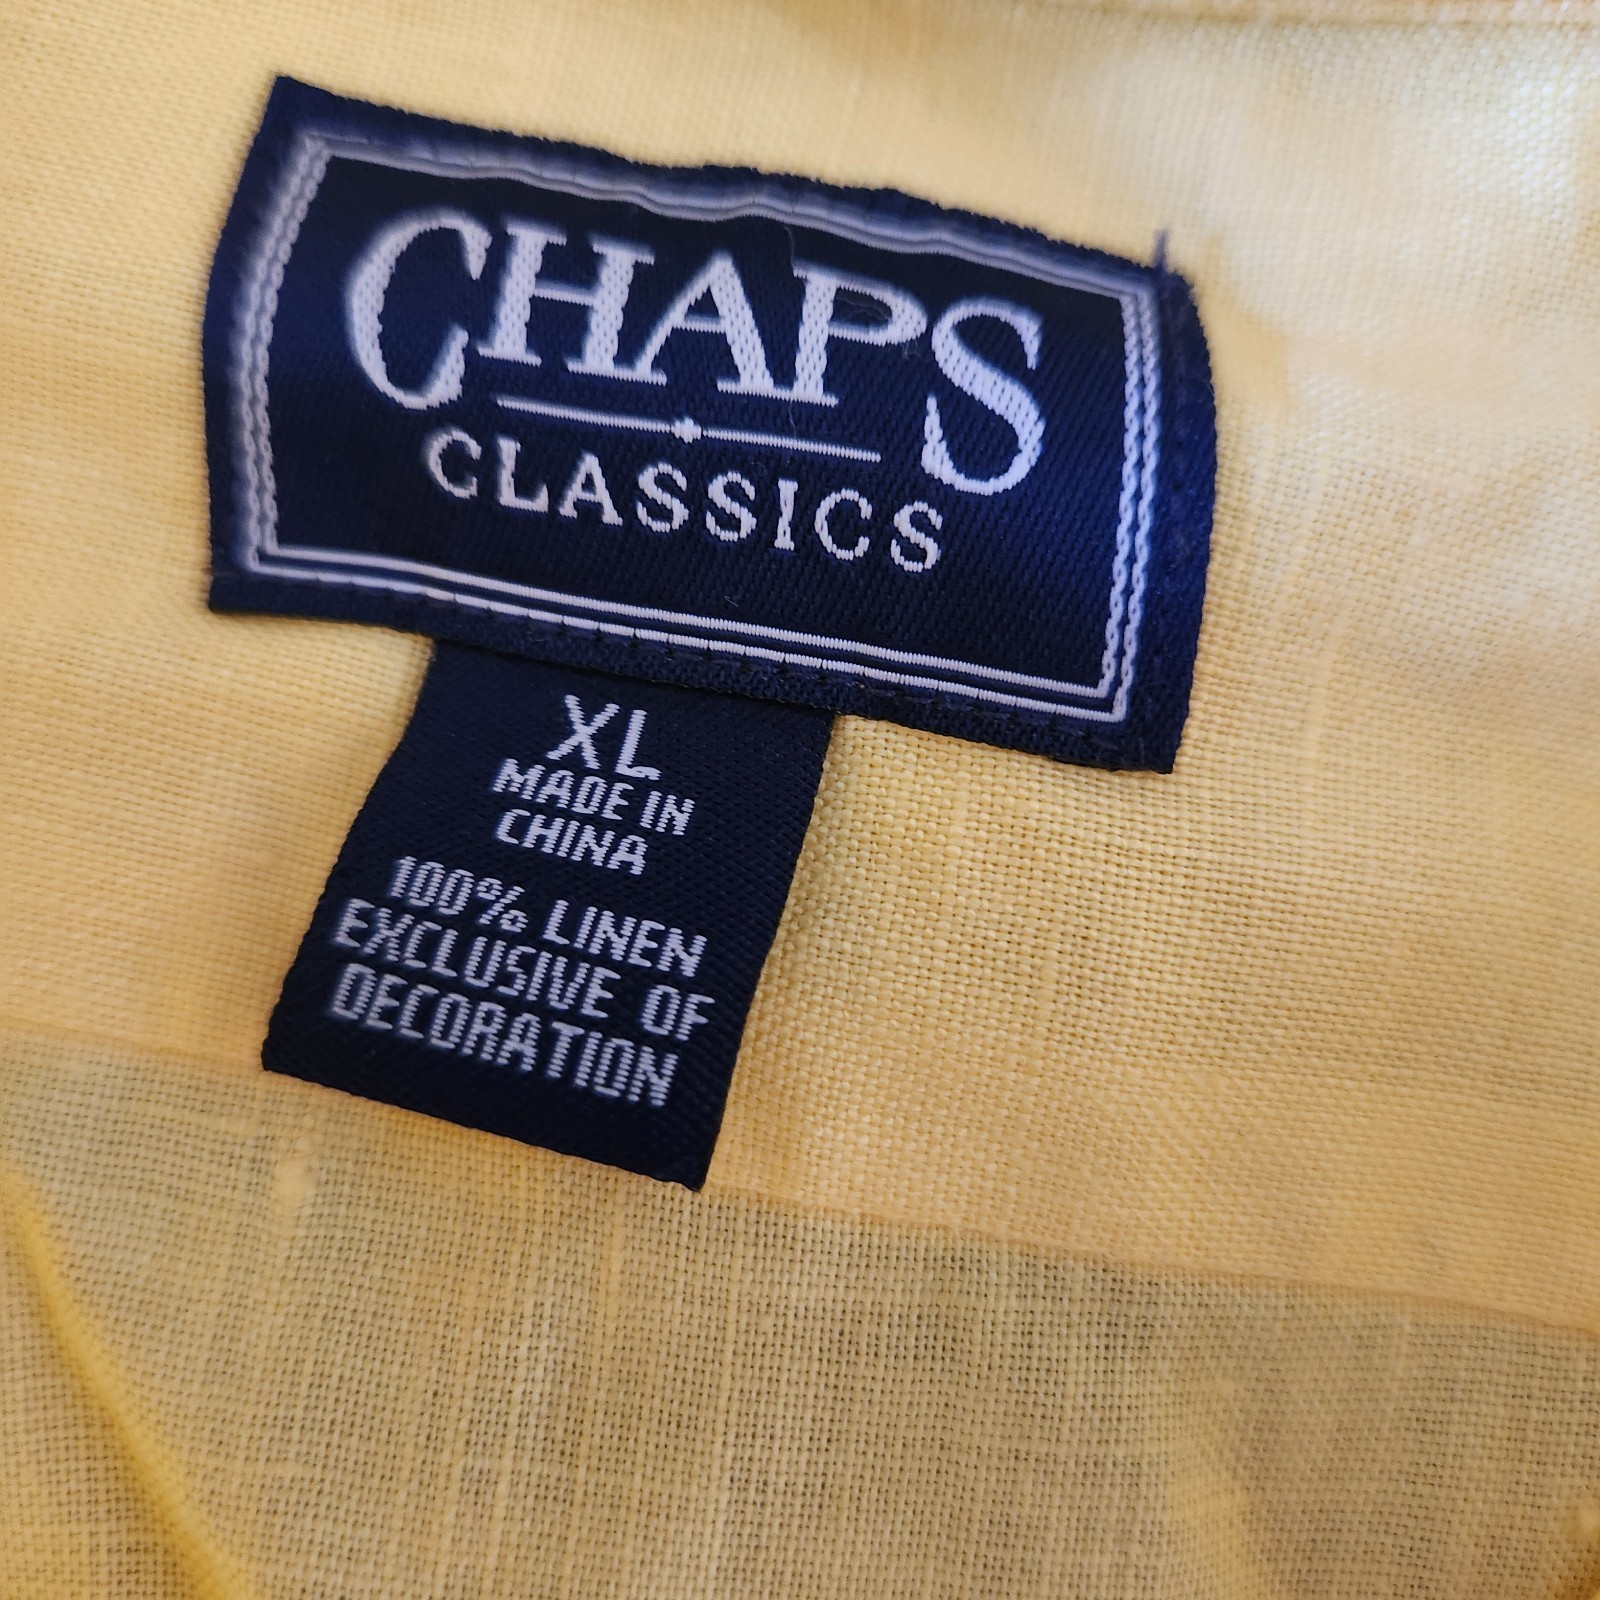 CHAPS
CLASSICS
XL
MADE IN
CHINA
100% LINEN
EXCLUSIVE OF
DECORATION